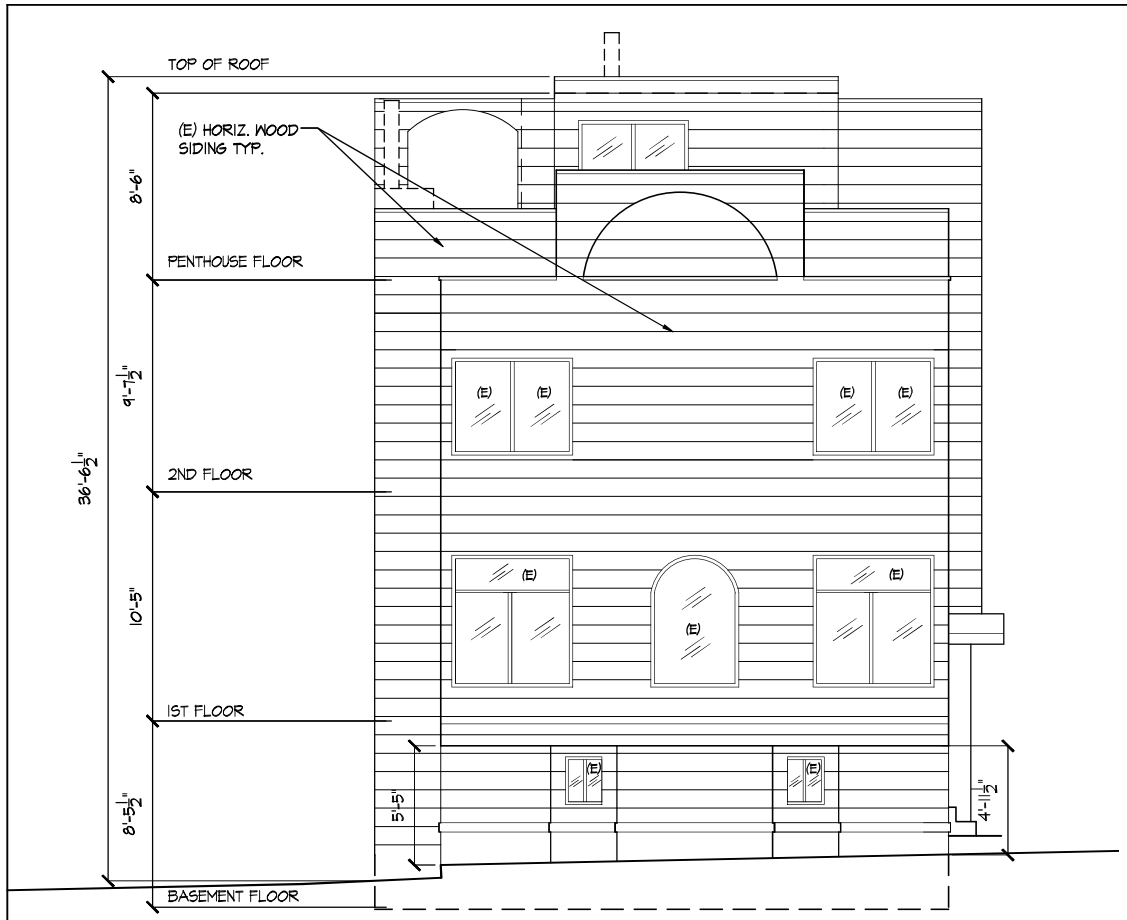 TOP OF ROOF
(E) HORIZ. WOOD
SIDING TYP.
8'-6"
PENTHOUSE FLOOR
9'-7½"
(E) (E) (E) (E)
36'-6½"
2ND FLOOR
(E) (E)
10'-5"
(E)
1ST FLOOR
(E) (E)
8'-5½"
5'-5"
4'-11½"
BASEMENT FLOOR